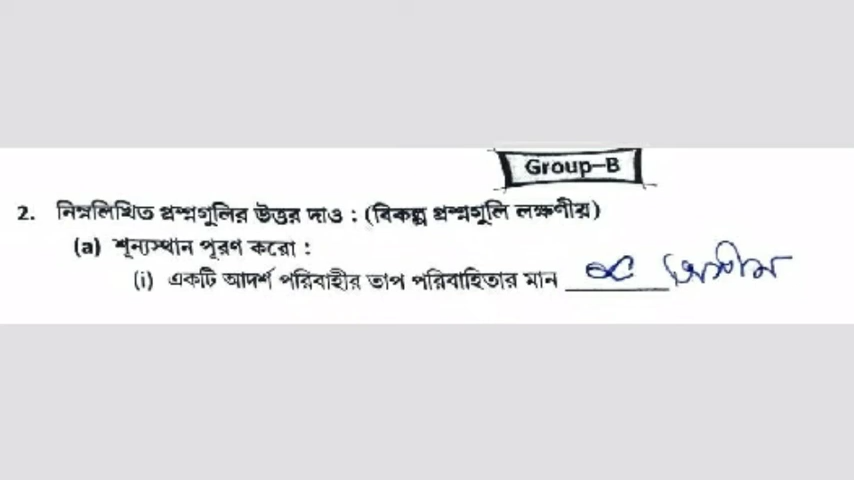 Group–B
2. নিম্নলিখিত প্রশ্নগুলির উত্তর দাও : (বিকল্প প্রশ্নগুলি লক্ষণীয়)
(a) শূন্যস্থান পূরণ করো :
(i) একটি আদর্শ পরিবাহীর তাপ পরিবাহিতার মান ∝ অসীম